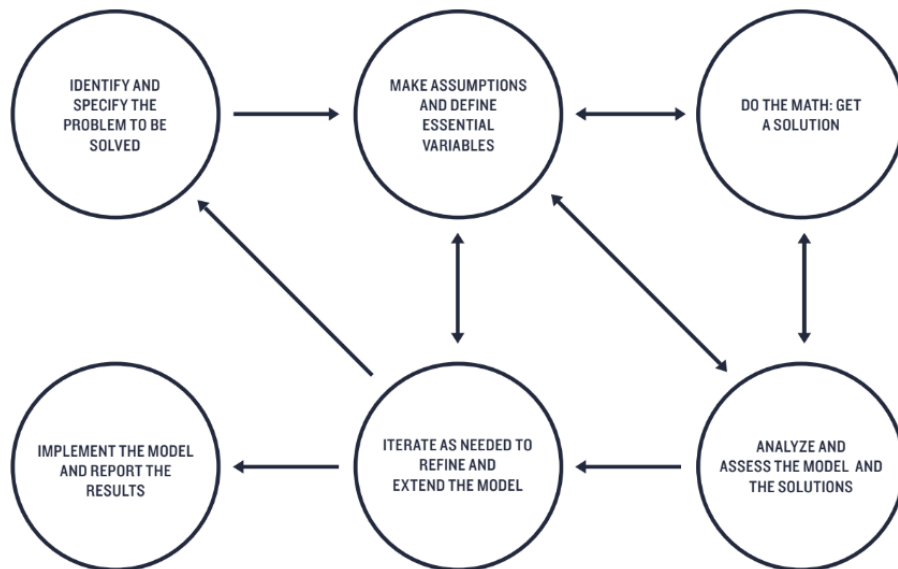 IDENTIFY AND
SPECIFY THE
PROBLEM TO BE
SOLVED
MAKE ASSUMPTIONS
AND DEFINE
ESSENTIAL
VARIABLES
DO THE MATH: GET
A SOLUTION
IMPLEMENT THE MODEL
AND REPORT THE
RESULTS
ITERATE AS NEEDED TO
REFINE AND
EXTEND THE MODEL
ANALYZE AND
ASSESS THE MODEL AND
THE SOLUTIONS